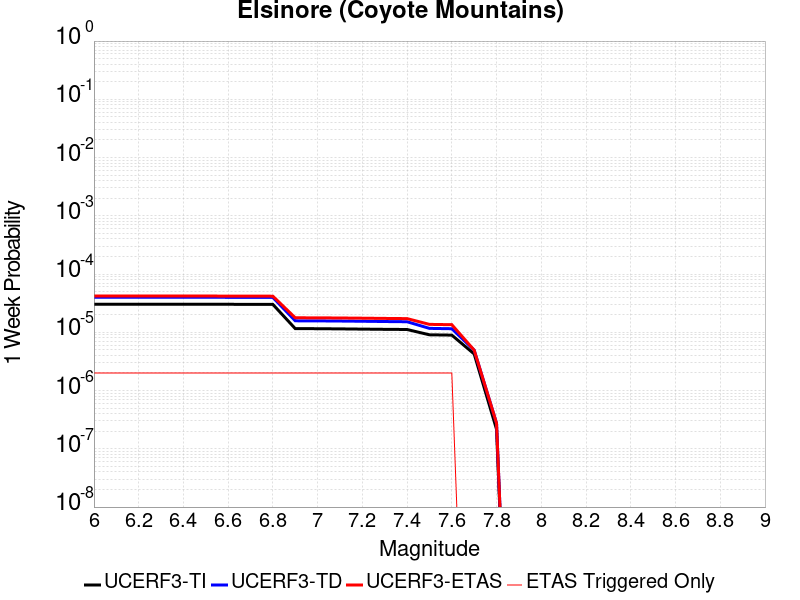 Elsinore (Coyote Mountains)
10 0
10 -1
10 -2
10 -3
10 -4
10 -5
10 -6
10 -7
10 -8
1 Week Probability
6 6.2 6.4 6.6 6.8 7 7.2 7.4 7.6 7.8 8 8.2 8.4 8.6 8.8 9
Magnitude
UCERF3-TI UCERF3-TD UCERF3-ETAS ETAS Triggered Only